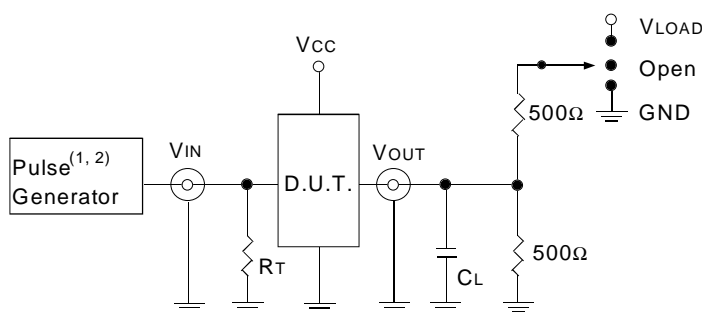 VLOAD
VCC
Open
500Ω
GND
Pulse(1, 2)
Generator
VIN
VOUT
D.U.T.
RT
CL
500Ω